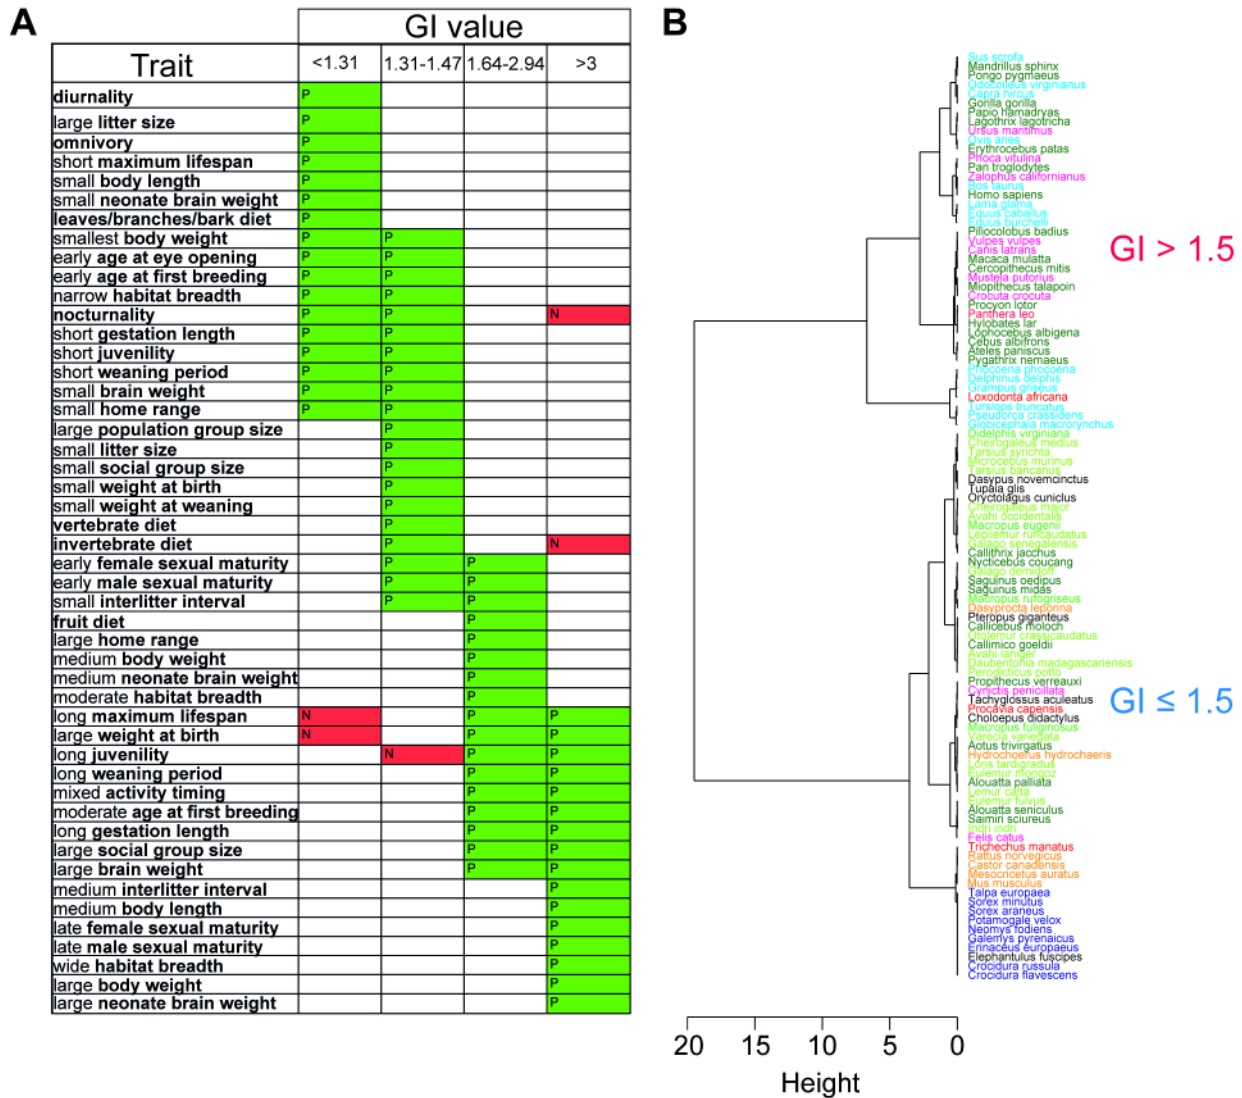 A
GI value
Trait <1.31 1.31-1.47 1.64-2.94 >3
diurnality P
large litter size P
omnivory P
short maximum lifespan P
small body length P
small neonate brain weight P
leaves/branches/bark diet P
smallest body weight P P
early age at eye opening P P
early age at first breeding P P
narrow habitat breadth P P
nocturnality P P N
short gestation length P P
short juvenility P P
short weaning period P P
small brain weight P P
small home range P P
large population group size P
small litter size P
small social group size P
small weight at birth P
small weight at weaning P
vertebrate diet P
invertebrate diet P N
early female sexual maturity P P
early male sexual maturity P P
small interlitter interval P P
fruit diet P
large home range P
medium body weight P
medium neonate brain weight P
moderate habitat breadth P
long maximum lifespan N P P
large weight at birth N P P
long juvenility N P P
long weaning period P P
mixed activity timing P P
moderate age at first breeding P P
long gestation length P P
large social group size P P
large brain weight P P
medium interlitter interval P
medium body length P
late female sexual maturity P
late male sexual maturity P
wide habitat breadth P
large body weight P
large neonate brain weight P
B
Sus scrofa
Mandrillus sphinx
Pongo pygmaeus
Odocoileus virginianus
Capra hircus
Gorilla gorilla
Papio hamadryas
Lagothrix lagotricha
Ursus maritimus
Ovis aries
Erythrocebus patas
Phoca vitulina
Pan troglodytes
Zalophus californianus
Bos taurus
Homo sapiens
Lama glama
Equus caballus
Equus burchelli
Piliocolobus badius
Vulpes vulpes
Canis latrans
Macaca mulatta
Cercopithecus mitis
Mustela putorius
Miopithecus talapoin
Crocuta crocuta
Procyon lotor
Panthera leo
Hylobates lar
Lophocebus albigena
Cebus albifrons
Ateles paniscus
Pygathrix nemaeus
Phocoena phocoena
Delphinus delphis
Grampus griseus
Loxodonta africana
Tursiops truncatus
Pseudorca crassidens
Globicephala macrorynchus
Didelphis virginiana
Cheirogaleus medius
Tarsius syrichta
Microcebus murinus
Tarsius bancanus
Dasypus novemcinctus
Tupaia glis
Oryctolagus cuniclus
Cheirogaleus major
Avahi occidentalis
Macropus eugenii
Lepilemur ruficaudatus
Galago senegalensis
Callithrix jacchus
Nycticebus coucang
Galago demidoff
Saguinus oedipus
Saguinus midas
Macropus rufogriseus
Dasyprocta leporina
Pteropus giganteus
Callicebus moloch
Otolemur crassicaudatus
Callimico goeldii
Avahi laniger
Daubentonia madagascariensis
Perodicticus potto
Propithecus verreauxi
Cynictis penicillata
Tachyglossus aculeatus
Procavia capensis
Choloepus didactylus
Macropus fuliginosus
Varecia variegata
Aotus trivirgatus
Hydrochoerus hydrochaeris
Loris tardigradus
Eulemur mongoz
Alouatta palliata
Lemur catta
Eulemur fulvus
Alouatta seniculus
Saimiri sciureus
Indri indri
Felis catus
Trichechus manatus
Rattus norvegicus
Castor canadensis
Mesocricetus auratus
Mus musculus
Talpa europaea
Sorex minutus
Sorex araneus
Potamogale velox
Neomys fodiens
Galemys pyrenaicus
Erinaceus europaeus
Elephantulus fuscipes
Crocidura russula
Crocidura flavescens
GI > 1.5
GI ≤ 1.5
20 15 10 5 0
Height